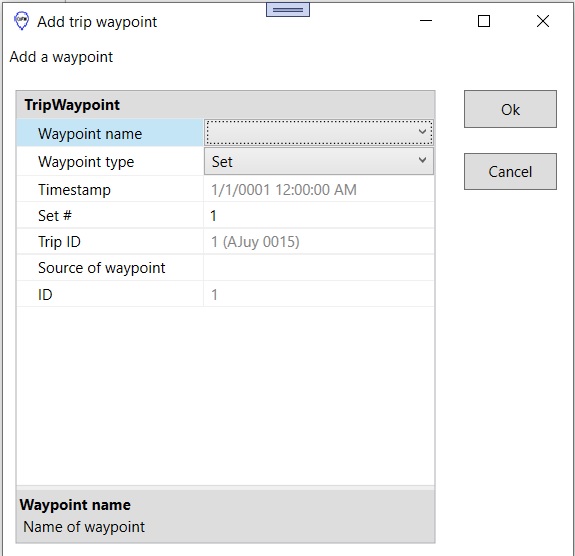 Add trip waypoint
Add a waypoint
TripWaypoint
Waypoint name
Waypoint type Set
Timestamp 1/1/0001 12:00:00 AM
Set # 1
Trip ID 1 (AJuy 0015)
Source of waypoint
ID 1
Waypoint name
Name of waypoint
Ok
Cancel